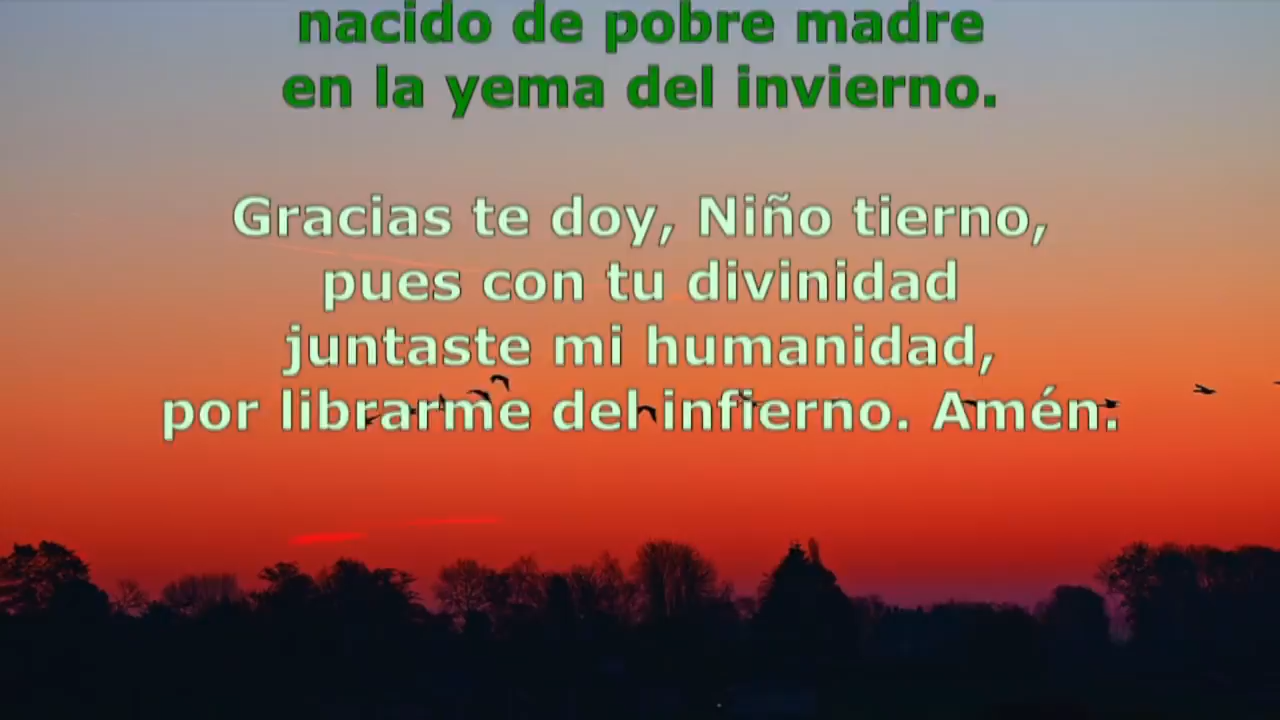 nacido de pobre madre
en la yema del invierno.
Gracias te doy, Niño tierno,
pues con tu divinidad
juntaste mi humanidad,
por librarme del infierno. Amén.